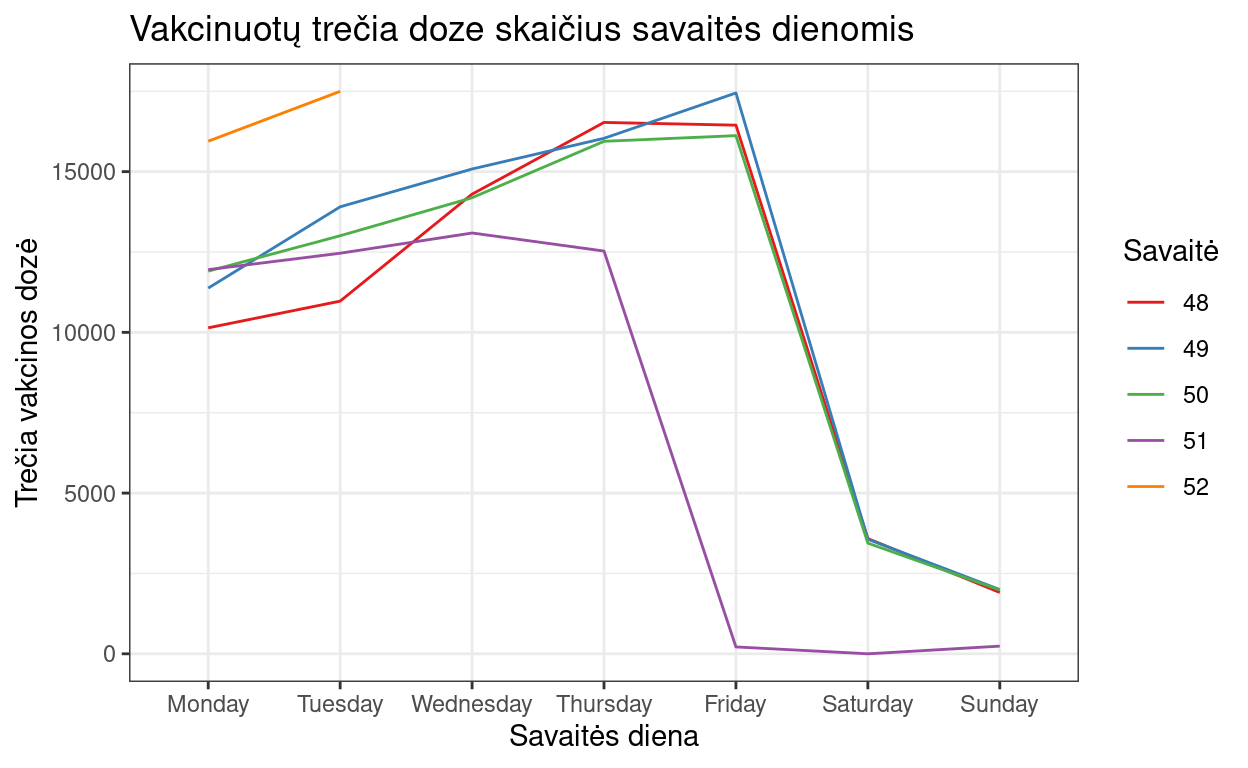 Vakcinuotų trečia doze skaičius savaitės dienomis
Trečia vakcinos dozė
15000
10000
5000
0
Monday Tuesday Wednesday Thursday Friday Saturday Sunday
Savaitės diena
Savaitė
48
49
50
51
52